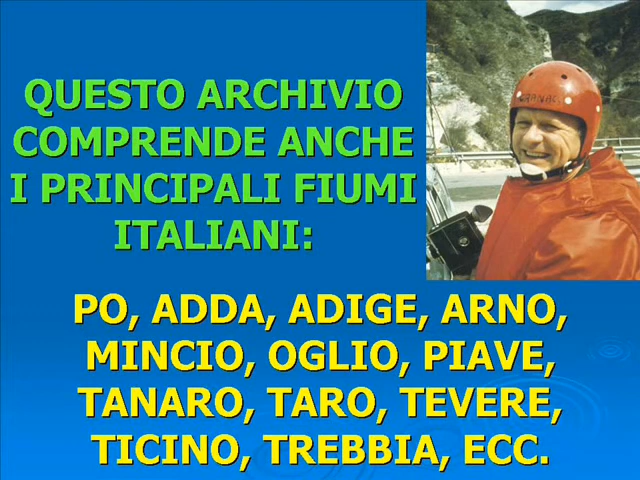 QUESTO ARCHIVIO
COMPRENDE ANCHE
I PRINCIPALI FIUMI
ITALIANI:
PO, ADDA, ADIGE, ARNO,
MINCIO, OGLIO, PIAVE,
TANARO, TARO, TEVERE,
TICINO, TREBBIA, ECC.